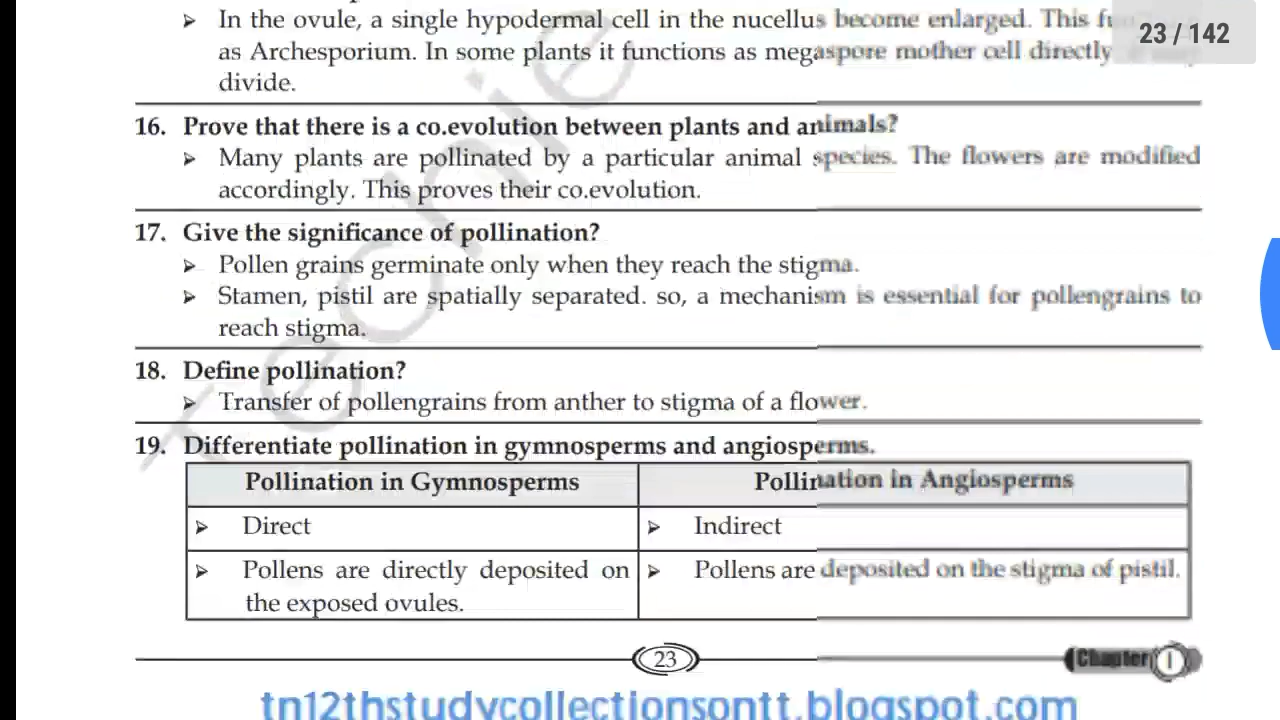 ➢ In the ovule, a single hypodermal cell in the nucellus become enlarged. This
23 / 142
as Archesporium. In some plants it functions as megaspore mother cell directly
divide.
16. Prove that there is a co.evolution between plants and animals?
➢ Many plants are pollinated by a particular animal species. The flowers are modified
accordingly. This proves their co.evolution.
17. Give the significance of pollination?
➢ Pollen grains germinate only when they reach the stigma.
➢ Stamen, pistil are spatially separated. so, a mechanism is essential for pollengrains to
reach stigma.
18. Define pollination?
➢ Transfer of pollengrains from anther to stigma of a flower.
19. Differentiate pollination in gymnosperms and angiosperms.
Pollination in Gymnosperms Pollination in Angiosperms
➢ Direct ➢ Indirect
➢ Pollens are directly deposited on ➢ Pollens are deposited on the stigma of pistil.
the exposed ovules.
23
Chapter 1
tn12thstudycollectionsontt.blogspot.com
Techie